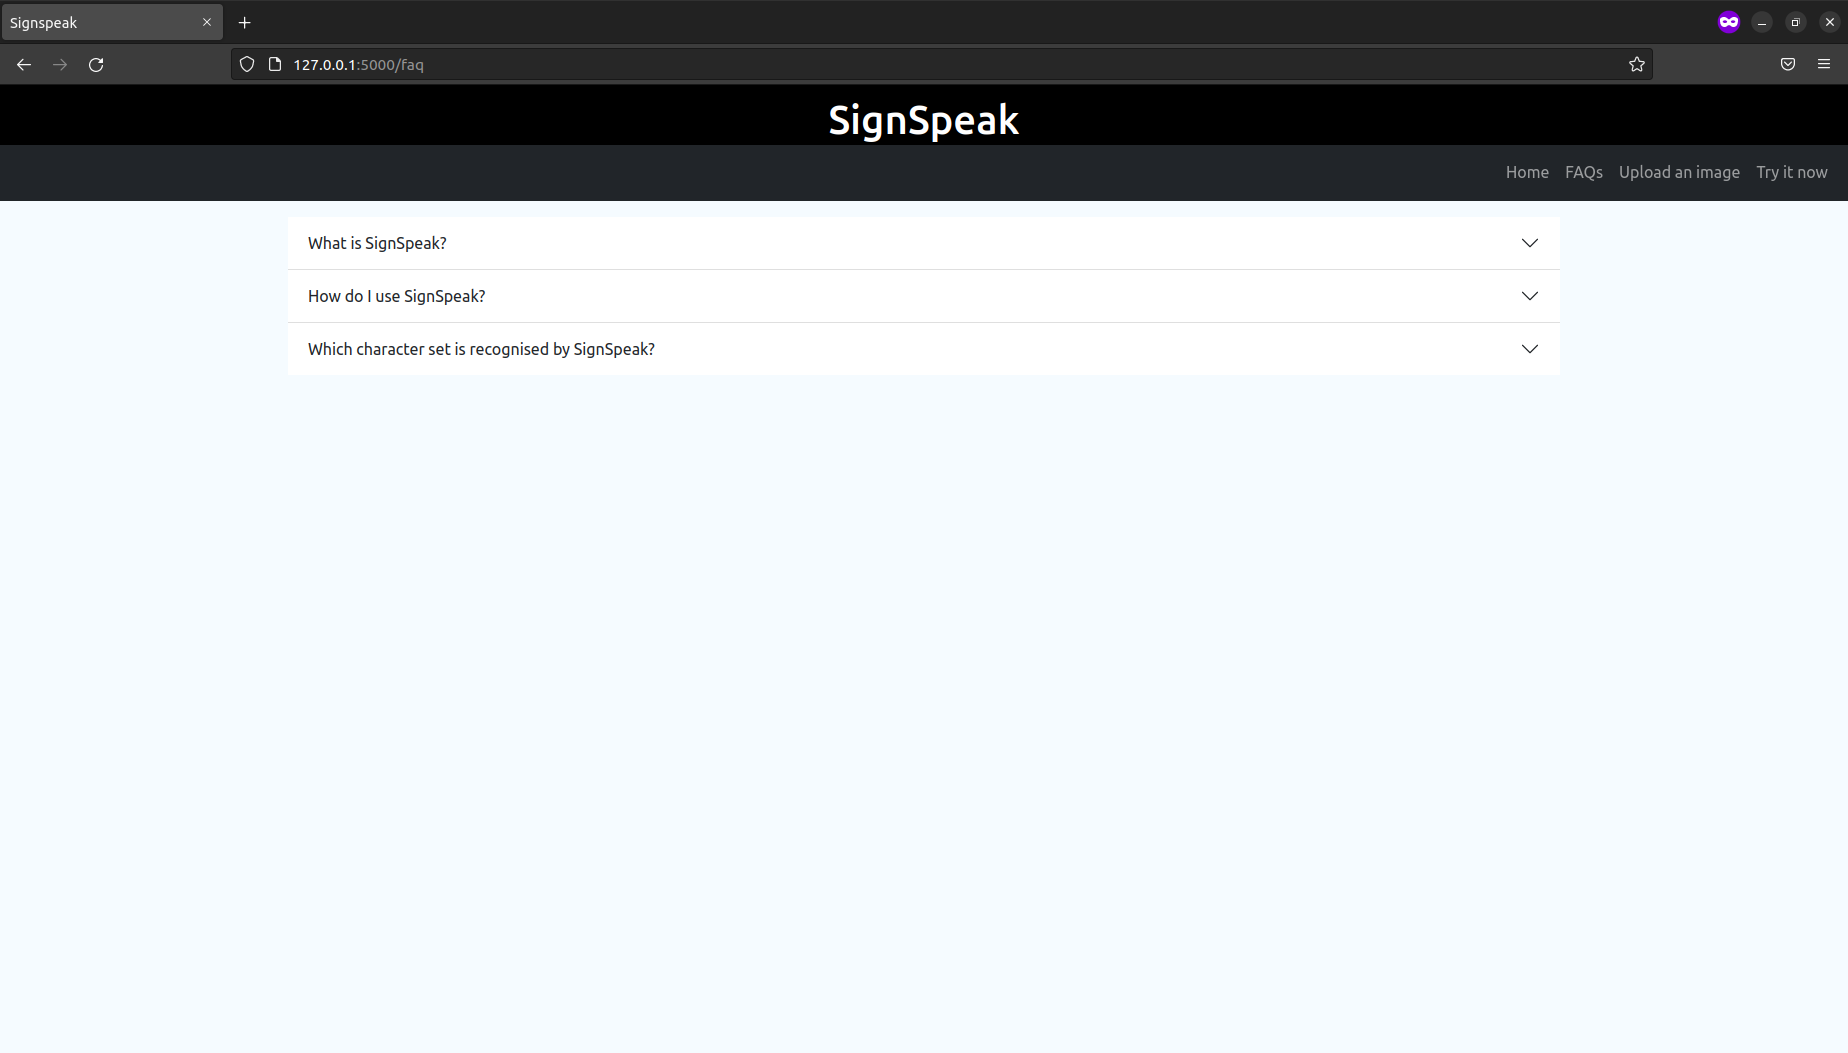 Signspeak
127.0.0.1:5000/faq
SignSpeak
Home FAQs Upload an image Try it now
What is SignSpeak?
How do I use SignSpeak?
Which character set is recognised by SignSpeak?